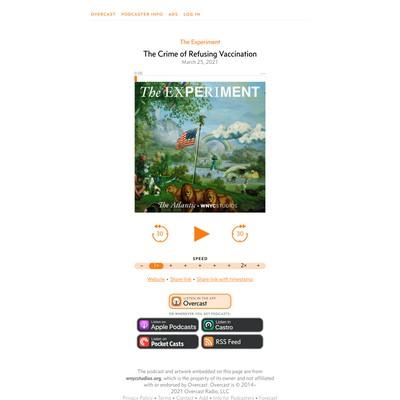 OVERCAST PODCASTER INFO ADS LOG IN
The Experiment
The Crime of Refusing Vaccination
March 25, 2021
The EXPERIMENT
The Atlantic • WNYC STUDIOS
30 30
SPEED
– 1× + + + + + 2× +
Website • Share link • Share link with timestamp
LISTEN IN THE APP
Overcast
OR WHEREVER YOU GET PODCASTS:
Listen on
Apple Podcasts
Listen in
Castro
Listen on
Pocket Casts
RSS Feed
The podcast and artwork embedded on this page are from
wnycstudios.org, which is the property of its owner and not affiliated
with or endorsed by Overcast. Overcast is © 2014–
2021 Overcast Radio, LLC
Privacy Policy • Terms • Contact • Add • Info for Podcasters • Forecast